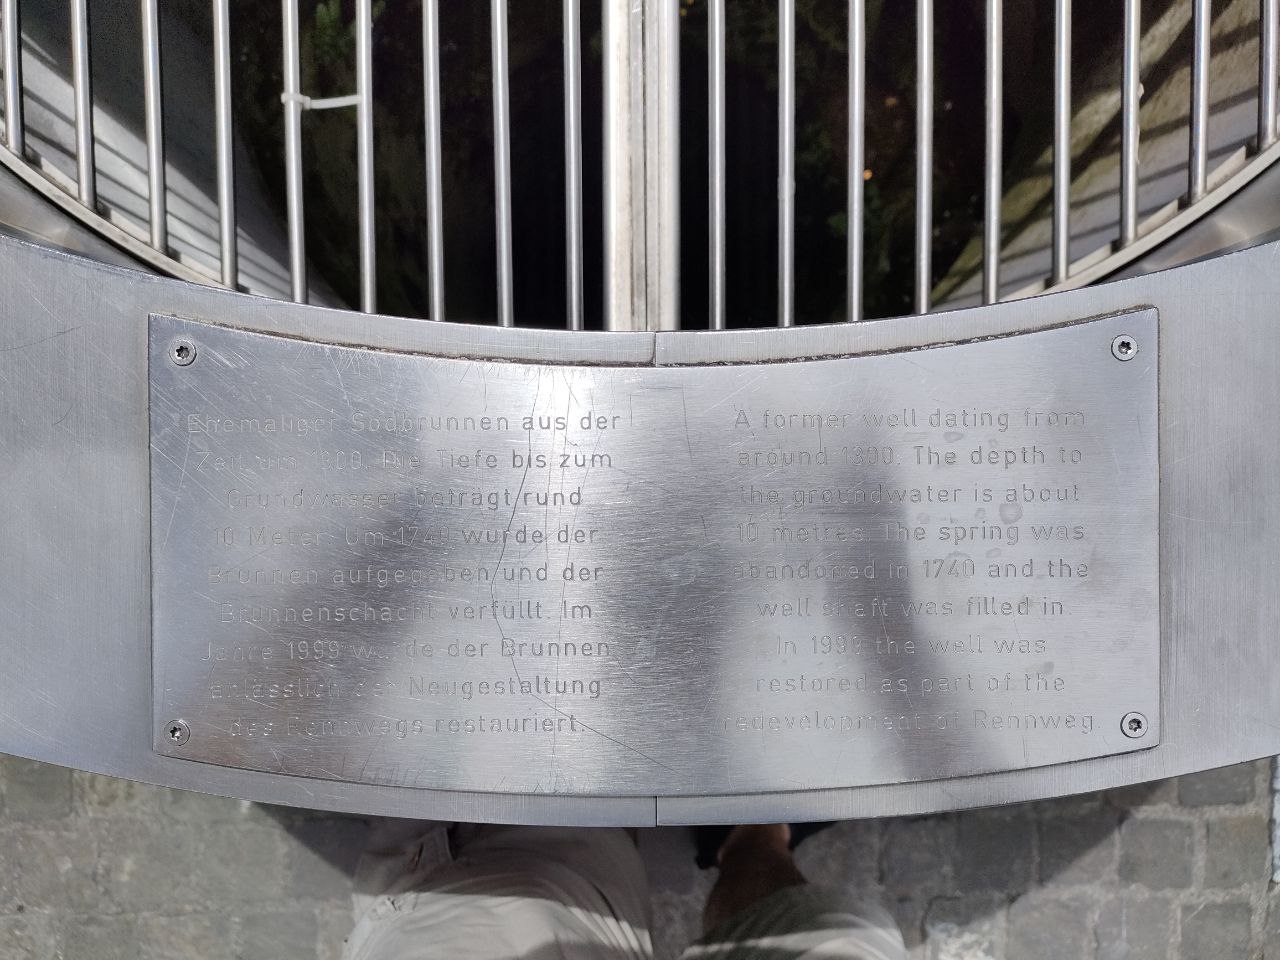 Ehemaliger Sodbrunnen aus der
Zeit um 1300. Die Tiefe bis zum
Grundwasser beträgt rund
10 Meter. Um 1740 wurde der
Brunnen aufgegeben und der
Brunnenschacht verfüllt. Im
Jahre 1999 wurde der Brunnen
anlässlich der Neugestaltung
des Rennwegs restauriert.
A former well dating from
around 1300. The depth to
the groundwater is about
10 metres. The spring was
abandoned in 1740 and the
well shaft was filled in.
In 1999 the well was
restored as part of the
redevelopment of Rennweg.